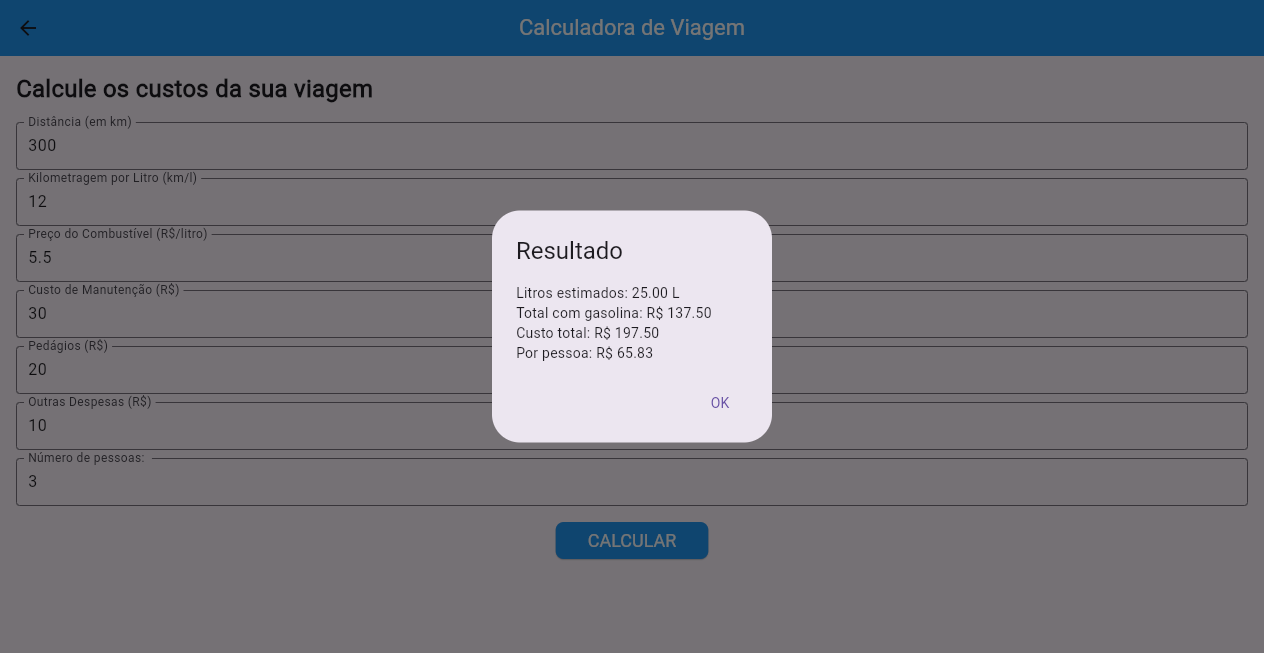 Calculadora de Viagem
Calcule os custos da sua viagem
Distância (em km)
300
Kilometragem por Litro (km/l)
12
Preço do Combustível (R$/litro)
5.5
Custo de Manutenção (R$)
30
Pedágios (R$)
20
Outras Despesas (R$)
10
Número de pessoas:
3
Resultado
Litros estimados: 25.00 L
Total com gasolina: R$ 137.50
Custo total: R$ 197.50
Por pessoa: R$ 65.83
OK
CALCULAR